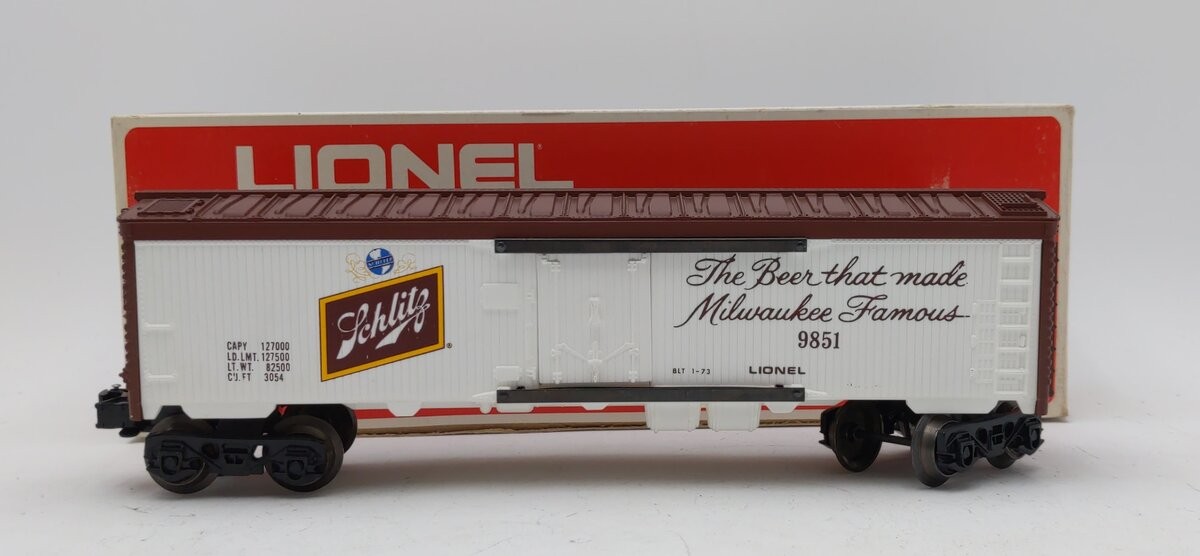 LIONEL
SCHLITZ
Schlitz
®
CAPY 127000
LD.LMT. 127500
LT. WT. 82500
CU. FT 3054
The Beer that made
Milwaukee Famous
9851
BLT 1-73 LIONEL